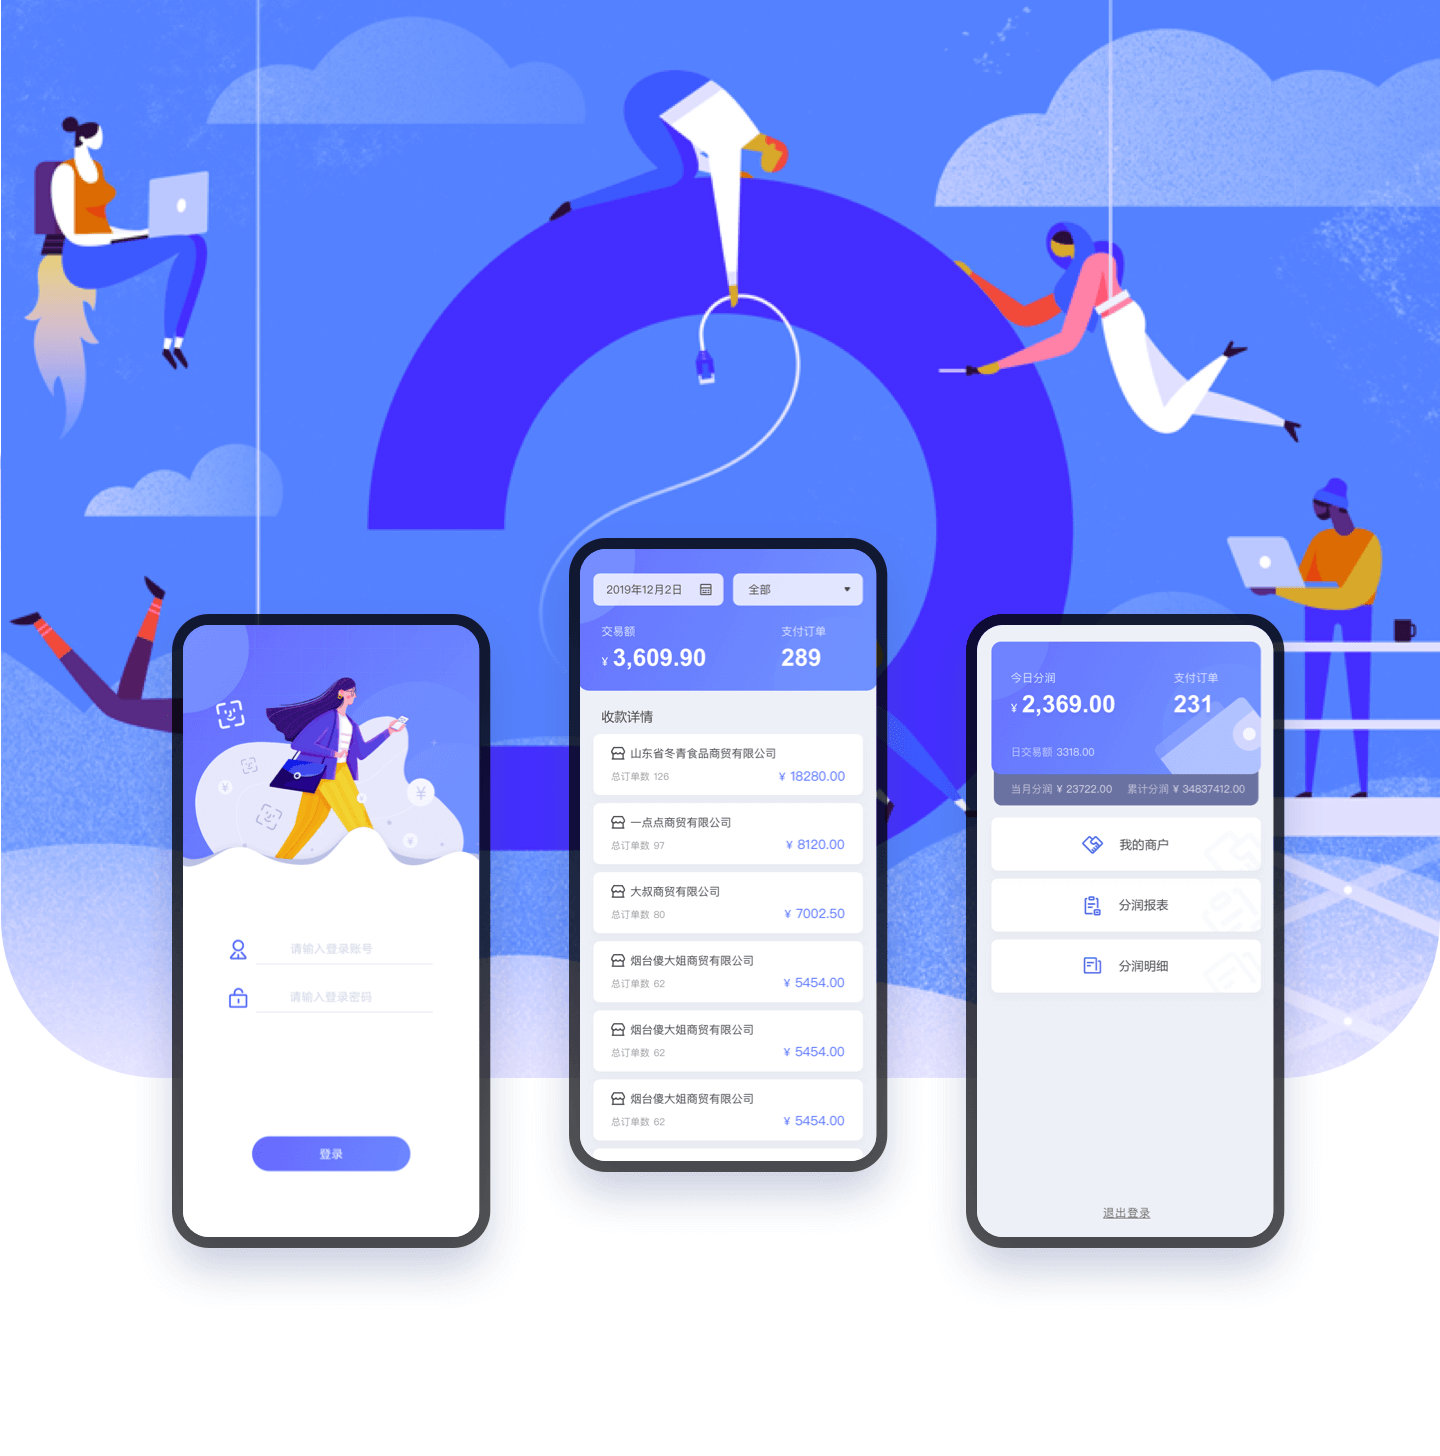 请输入登录账号
请输入登录密码
登录
2019年12月2日
全部
交易额
支付订单
¥ 3,609.90
289
收款详情
山东省冬青食品商贸有限公司
总订单数 126
¥ 18280.00
一点点商贸有限公司
总订单数 97
¥ 8120.00
大叔商贸有限公司
总订单数 80
¥ 7002.50
烟台傻大姐商贸有限公司
总订单数 62
¥ 5454.00
烟台傻大姐商贸有限公司
总订单数 62
¥ 5454.00
烟台傻大姐商贸有限公司
总订单数 62
¥ 5454.00
今日分润
支付订单
¥ 2,369.00
231
日交易额 3318.00
当月分润 ¥ 23722.00
累计分润 ¥ 34837412.00
我的商户
分润报表
分润明细
退出登录